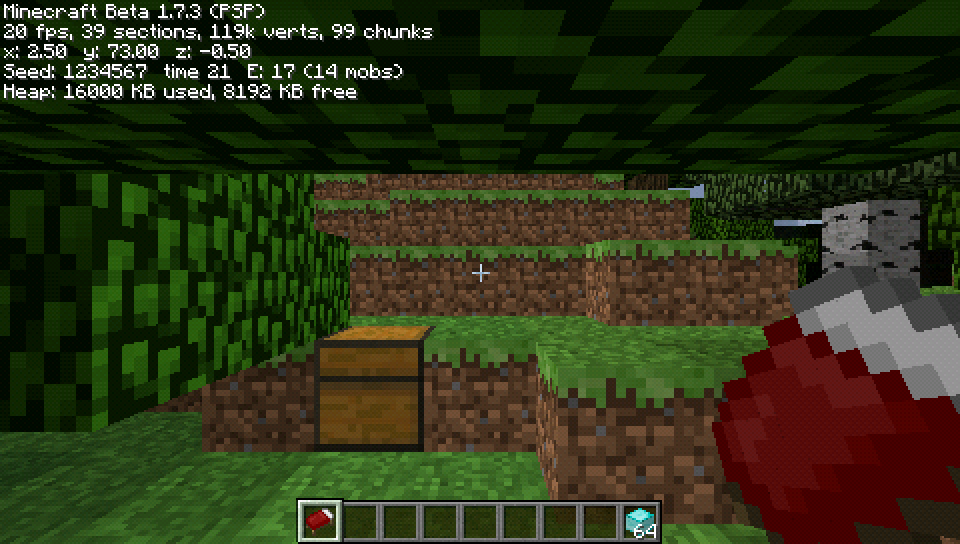 Minecraft Beta 1.7.3 (PSP)
20 fps, 39 sections, 119k verts, 99 chunks
x: 2.50 y: 73.00 z: -0.50
Seed: 1234567 time 21 E: 17 (14 mobs)
Heap: 16000 KB used, 8192 KB free
64